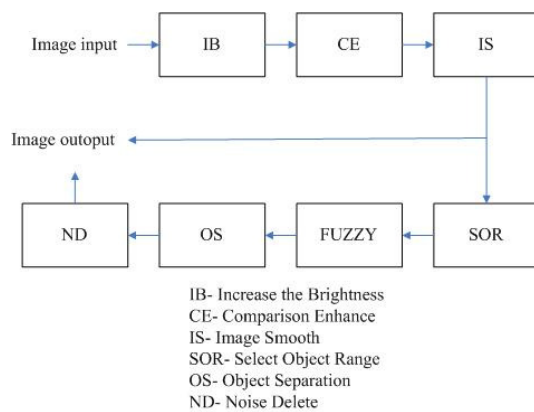 Image input
IB
CE
IS
Image outoput
ND
OS
FUZZY
SOR
IB- Increase the Brightness
CE- Comparison Enhance
IS- Image Smooth
SOR- Select Object Range
OS- Object Separation
ND- Noise Delete